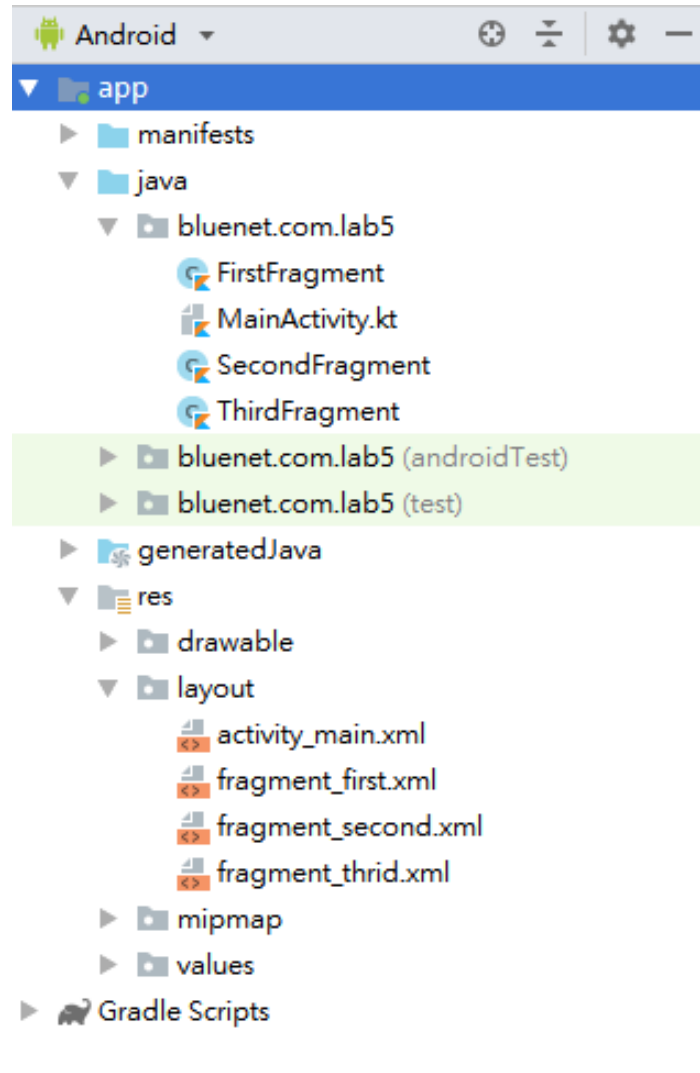 Android
app
manifests
java
bluenet.com.lab5
FirstFragment
MainActivity.kt
SecondFragment
ThirdFragment
bluenet.com.lab5 (androidTest)
bluenet.com.lab5 (test)
generatedJava
res
drawable
layout
activity_main.xml
fragment_first.xml
fragment_second.xml
fragment_thrid.xml
mipmap
values
Gradle Scripts